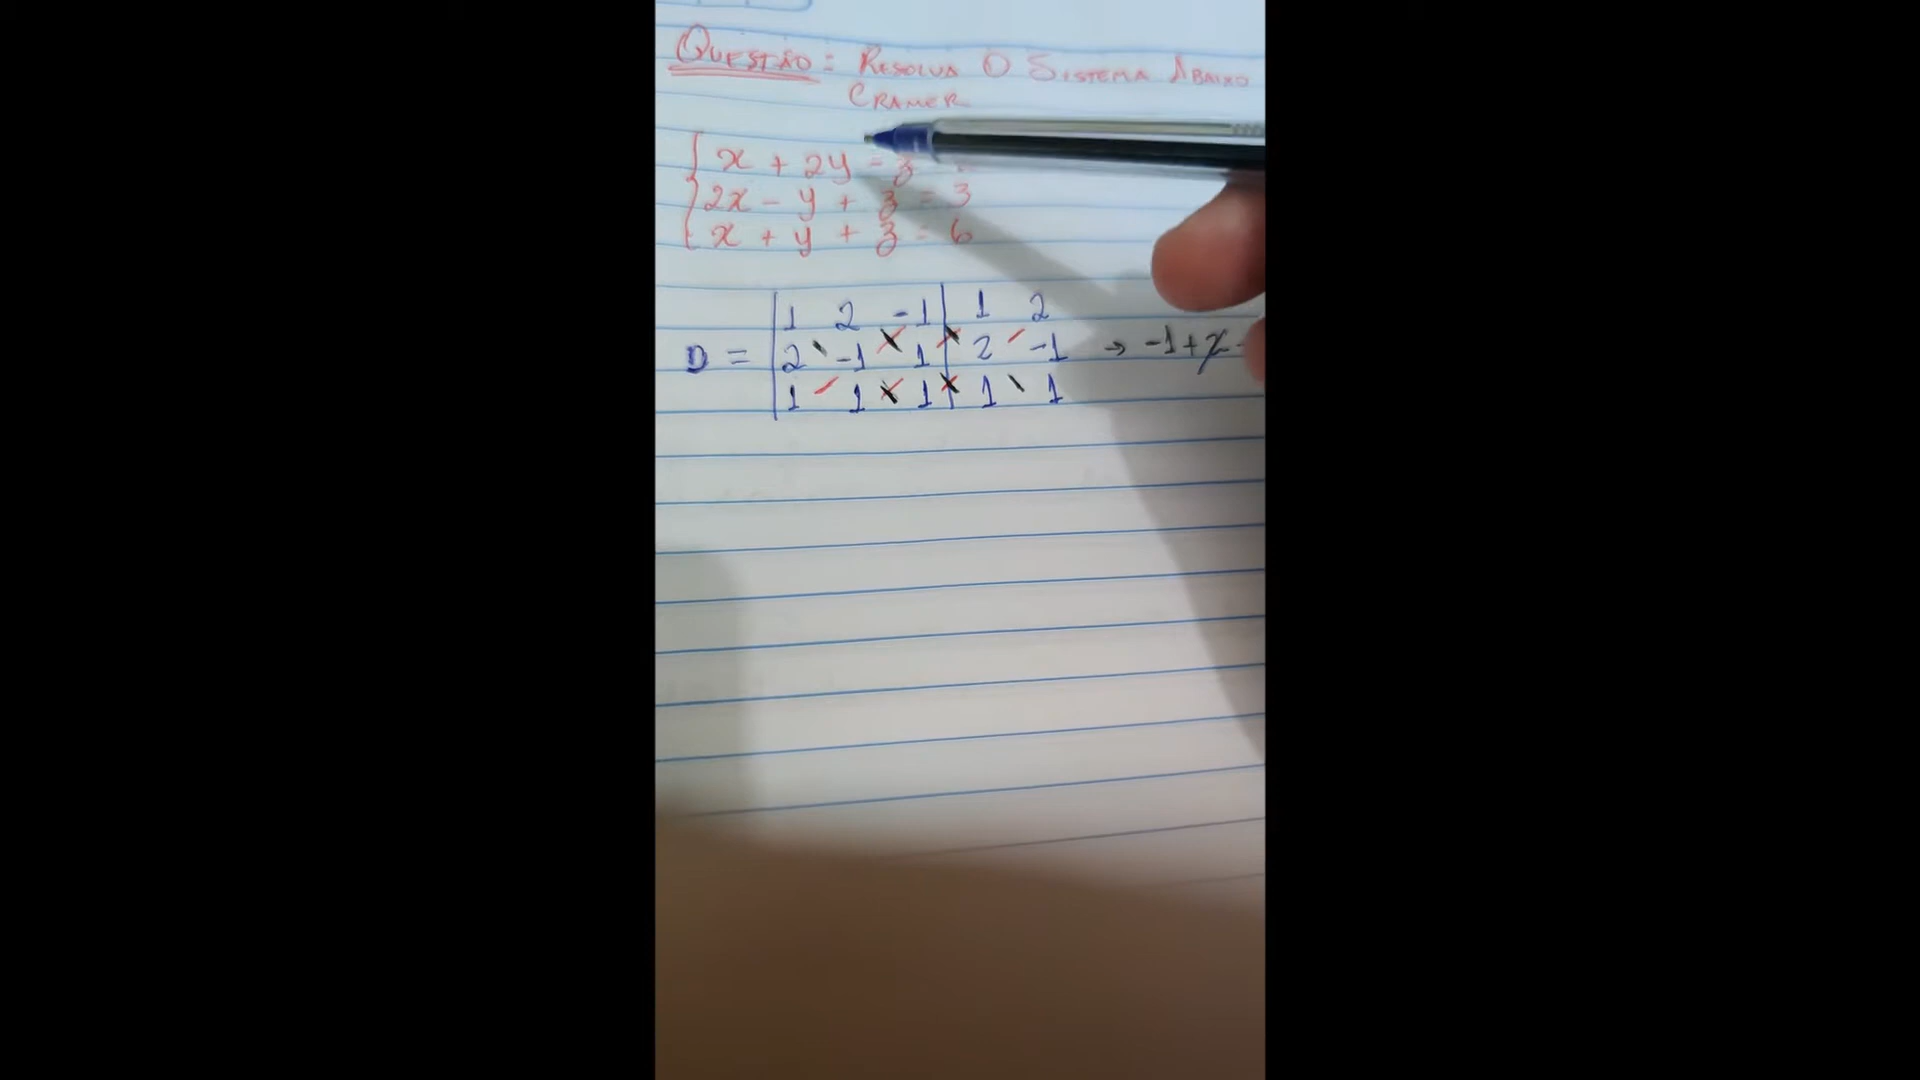 QUESTÃO: RESOLVA O SISTEMA ABAIXO
CRAMER
x + 2y - z
2x - y + z = 3
x + y + z = 6
1 2 -1 | 1 2
D = 2 -1 1 | 2 -1 → -1+2-
1 1 1 | 1 1